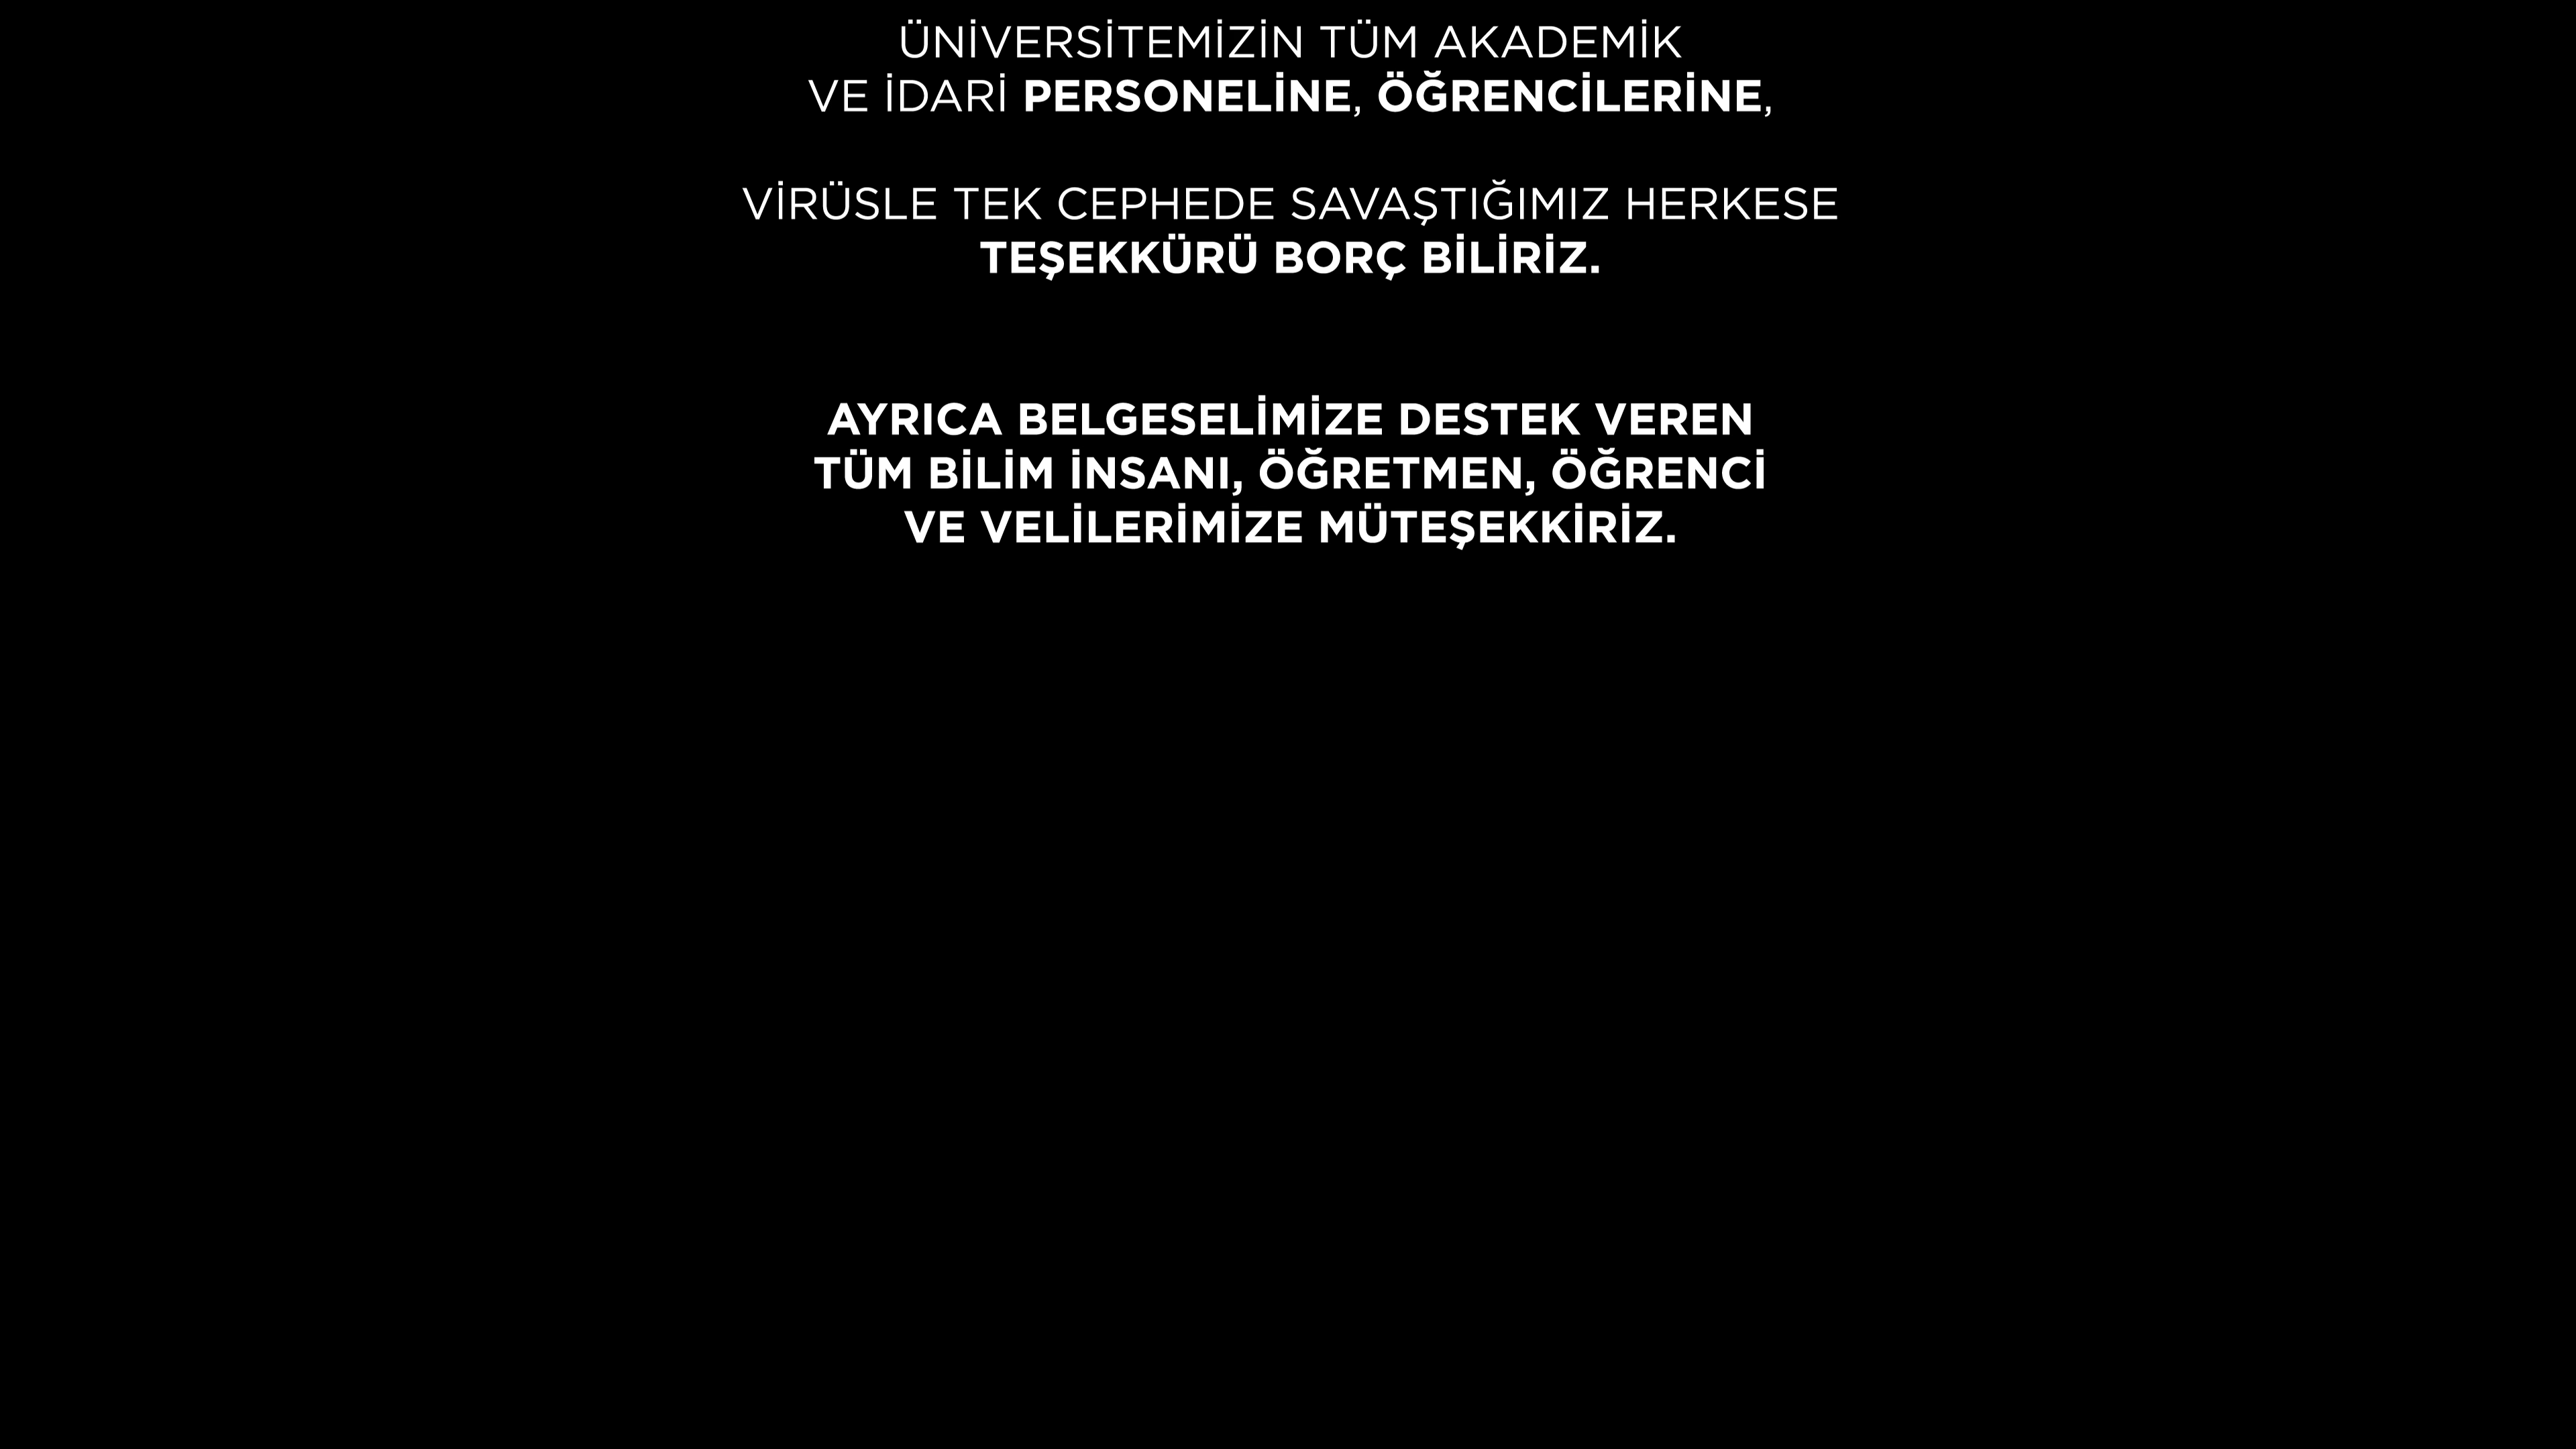 ÜNİVERSİTEMİZİN TÜM AKADEMİK
VE İDARİ PERSONELİNE, ÖĞRENCİLERİNE,
VİRÜSLE TEK CEPHEDE SAVAŞTIĞIMIZ HERKESE
TEŞEKKÜRÜ BORÇ BİLİRİZ.
AYRICA BELGESELİMİZE DESTEK VEREN
TÜM BİLİM İNSANI, ÖĞRETMEN, ÖĞRENCİ
VE VELİLERİMİZE MÜTEŞEKKİRİZ.